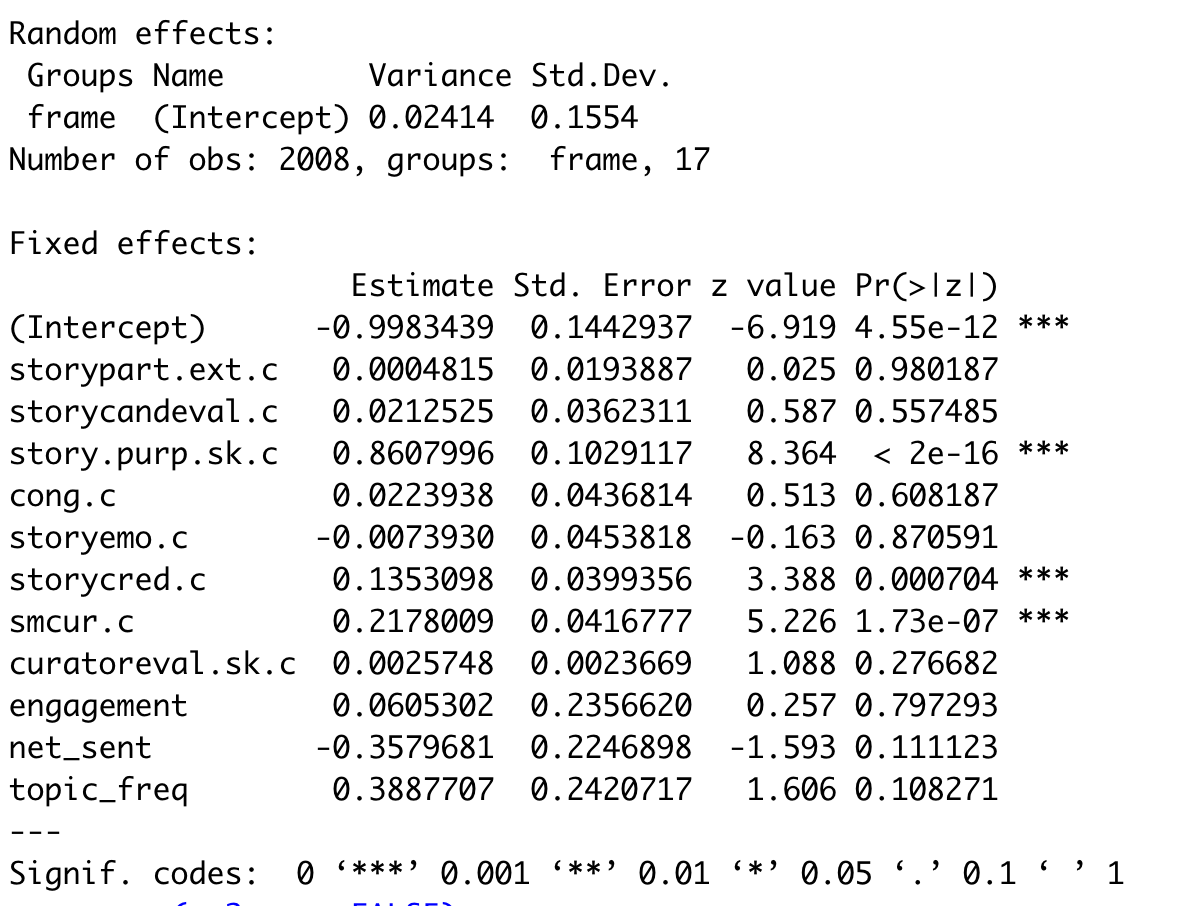 Random effects:
 Groups Name        Variance Std.Dev.
 frame  (Intercept) 0.02414  0.1554
Number of obs: 2008, groups:  frame, 17

Fixed effects:
                   Estimate Std. Error z value Pr(>|z|)
(Intercept)      -0.9983439  0.1442937  -6.919 4.55e-12 ***
storypart.ext.c   0.0004815  0.0193887   0.025 0.980187
storycandeval.c   0.0212525  0.0362311   0.587 0.557485
story.purp.sk.c   0.8607996  0.1029117   8.364  < 2e-16 ***
cong.c            0.0223938  0.0436814   0.513 0.608187
storyemo.c       -0.0073930  0.0453818  -0.163 0.870591
storycred.c       0.1353098  0.0399356   3.388 0.000704 ***
smcur.c           0.2178009  0.0416777   5.226 1.73e-07 ***
curatoreval.sk.c  0.0025748  0.0023669   1.088 0.276682
engagement        0.0605302  0.2356620   0.257 0.797293
net_sent         -0.3579681  0.2246898  -1.593 0.111123
topic_freq        0.3887707  0.2420717   1.606 0.108271
---
Signif. codes:  0 ‘***’ 0.001 ‘**’ 0.01 ‘*’ 0.05 ‘.’ 0.1 ‘ ’ 1